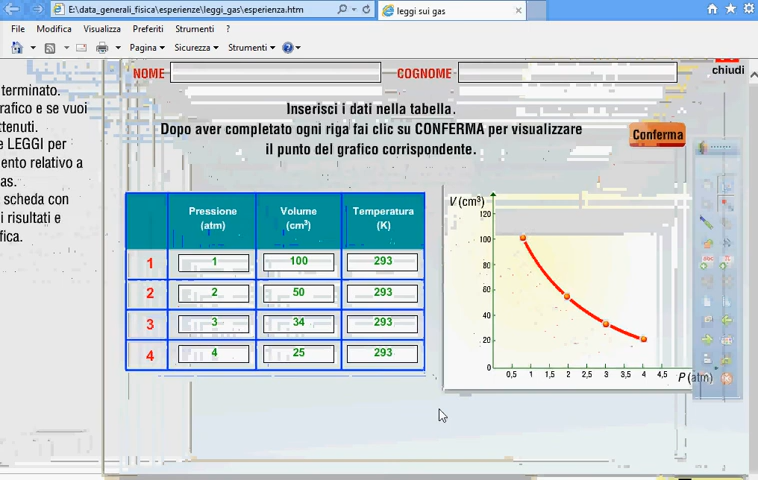 E:\data_generali_fisica\esperienze\leggi_gas\esperienza.htm
leggi sui gas
File Modifica Visualizza Preferiti Strumenti ?
Pagina Sicurezza Strumenti
NOME COGNOME chiudi
terminato.
rafico e se vuoi
ttenuti.
e LEGGI per
mento relativo a
as.
scheda con
i risultati e
fica.
Inserisci i dati nella tabella.
Dopo aver completato ogni riga fai clic su CONFERMA per visualizzare
il punto del grafico corrispondente.
Conferma
Pressione (atm) Volume (cm³) Temperatura (K)
1 1 100 293
2 2 50 293
3 3 34 293
4 4 25 293
V (cm³)
120
100
80
60
40
20
0
0,5 1 1,5 2 2,5 3 3,5 4 4,5 P (atm)